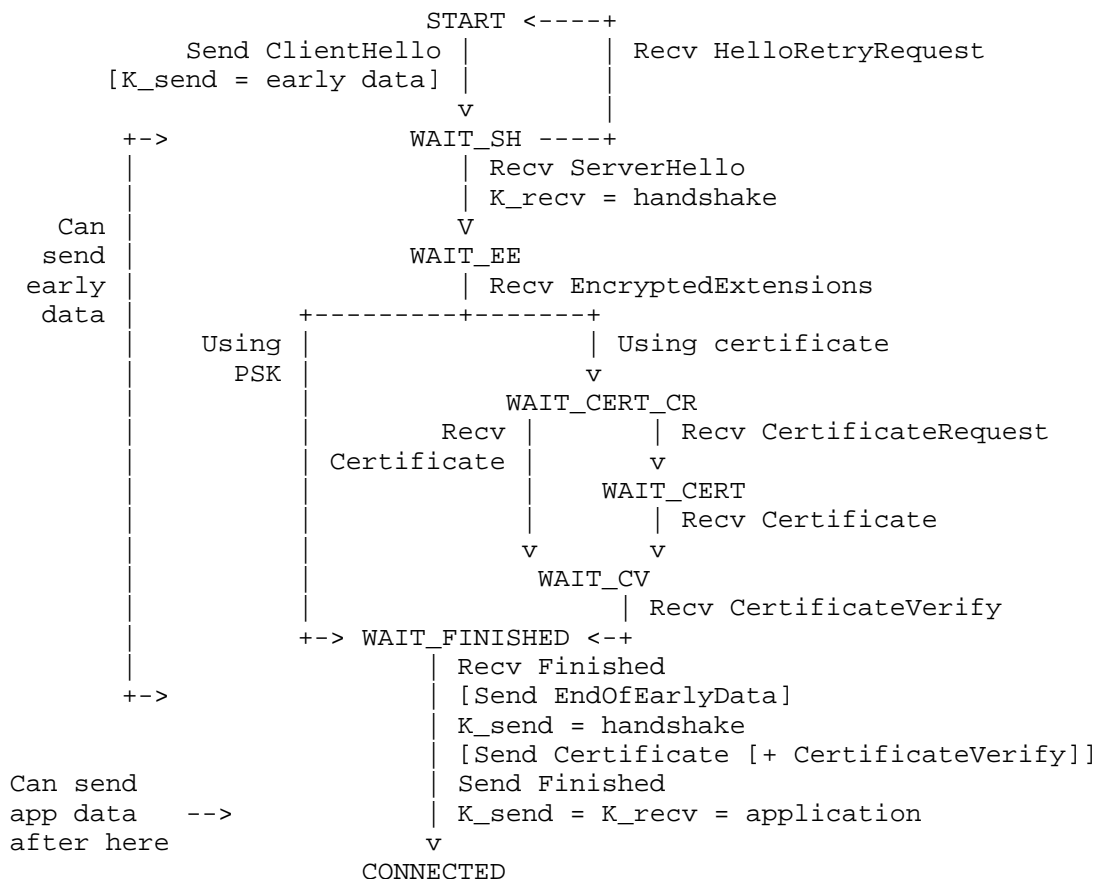 START <----+
Send ClientHello | | Recv HelloRetryRequest
[K_send = early data] | |
v |
+-> WAIT_SH ----+
| | Recv ServerHello
| | K_recv = handshake
Can | V
send | WAIT_EE
early | | Recv EncryptedExtensions
data | +---------+-------+
| Using | | Using certificate
| PSK | v
| | WAIT_CERT_CR
| | Recv | | Recv CertificateRequest
| | Certificate | v
| | | WAIT_CERT
| | | | Recv Certificate
| | v v
| | WAIT_CV
| | | Recv CertificateVerify
| +-> WAIT_FINISHED <-+
| | Recv Finished
+-> | [Send EndOfEarlyData]
| K_send = handshake
| [Send Certificate [+ CertificateVerify]]
Can send | Send Finished
app data --> | K_send = K_recv = application
after here v
CONNECTED